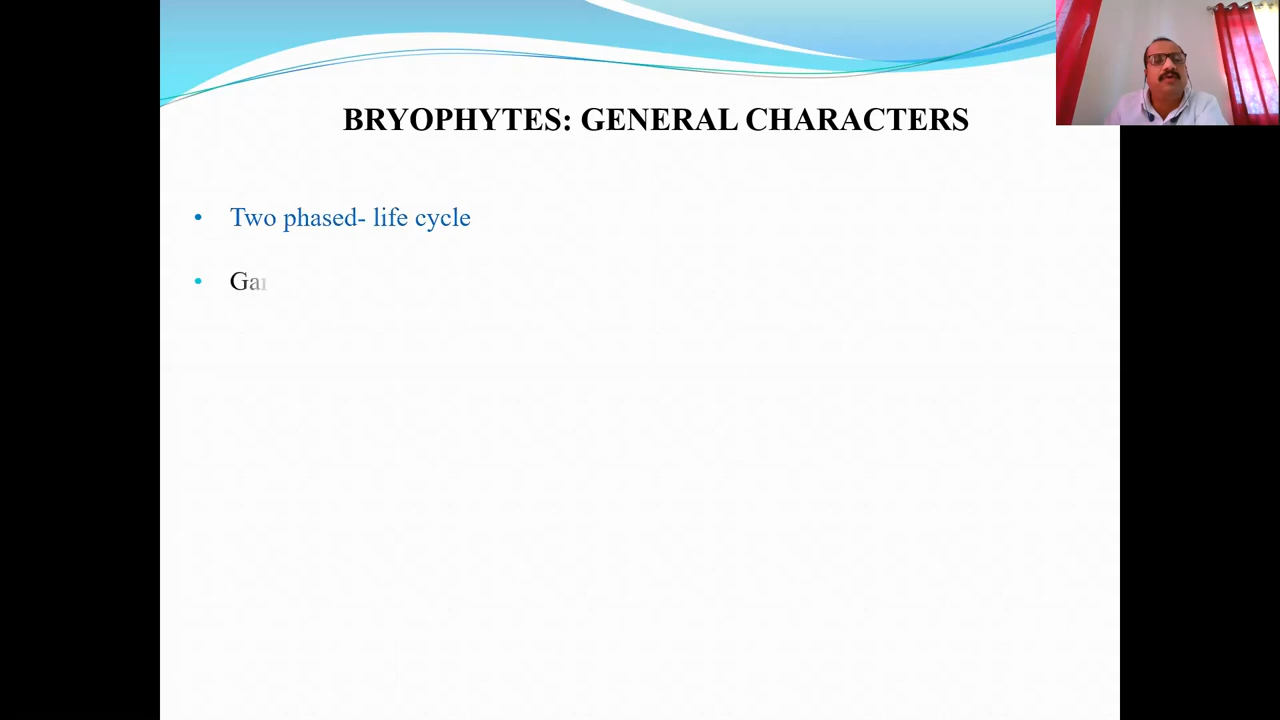 BRYOPHYTES: GENERAL CHARACTERS
• Two phased- life cycle
• Ga